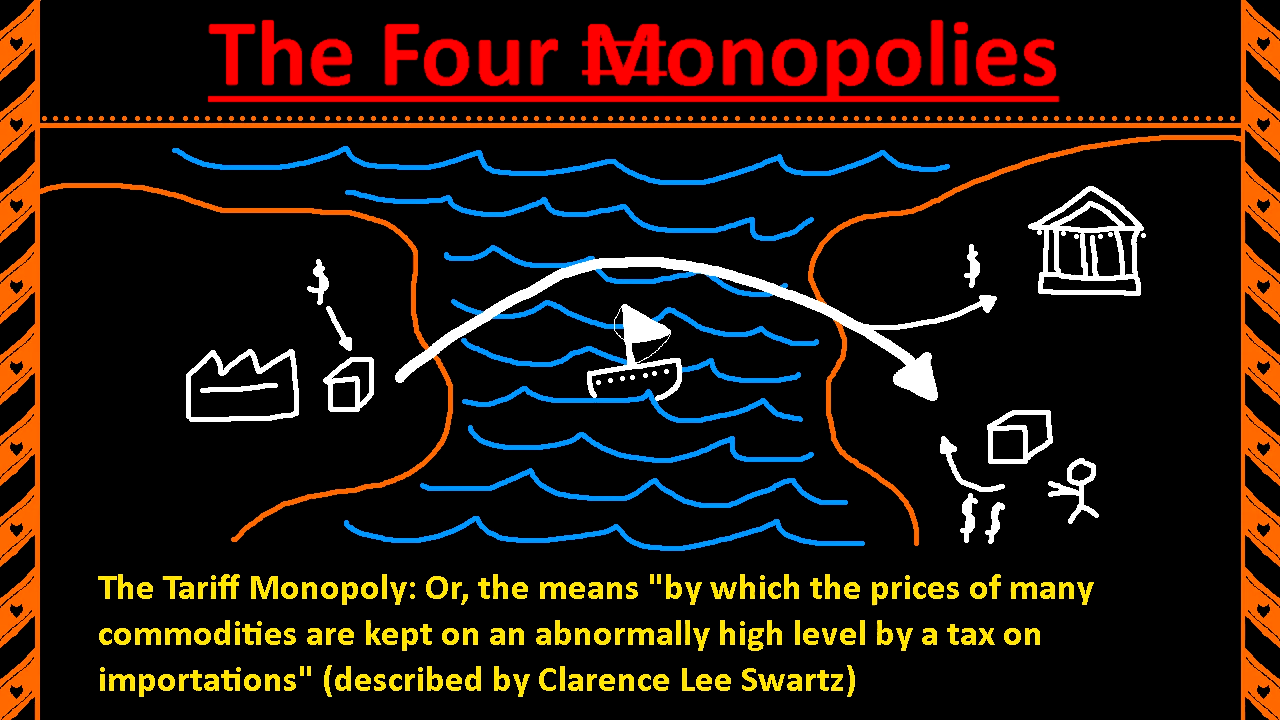 The Four Monopolies
$
$
$$
The Tariff Monopoly: Or, the means "by which the prices of many
commodities are kept on an abnormally high level by a tax on
importations" (described by Clarence Lee Swartz)